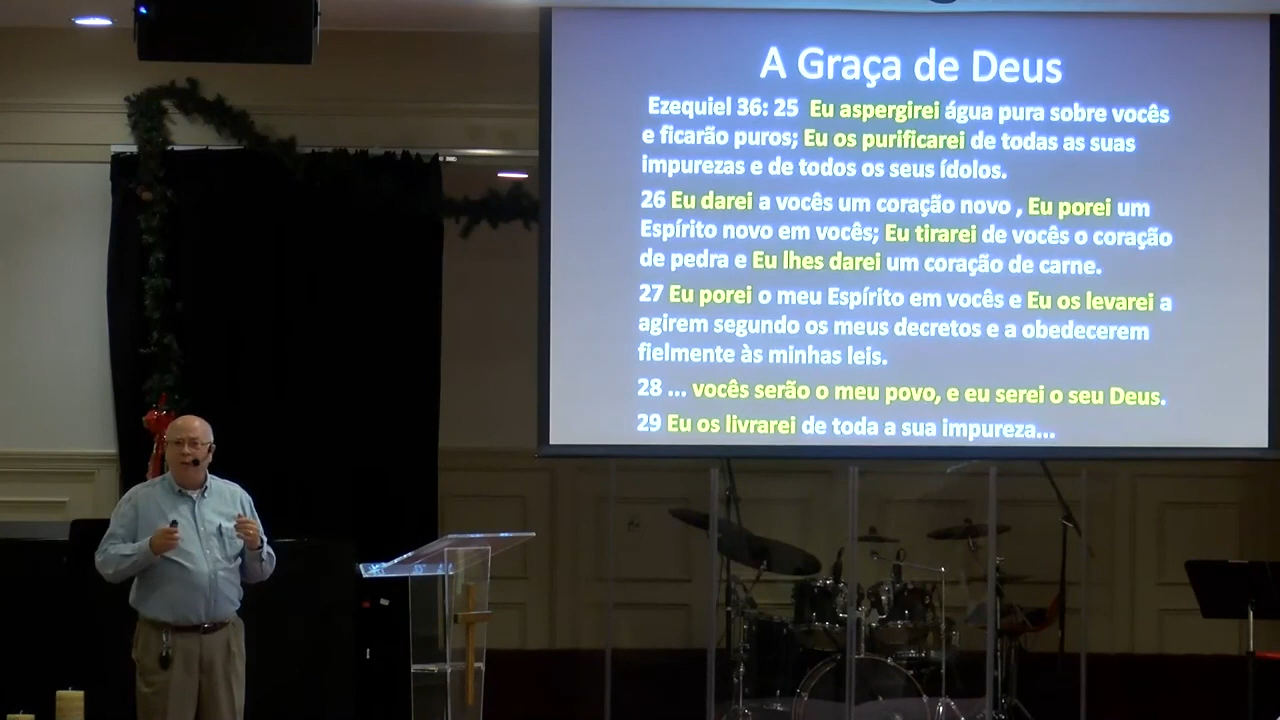 A Graça de Deus
Ezequiel 36: 25 Eu aspergirei água pura sobre vocês
e ficarão puros; Eu os purificarei de todas as suas
impurezas e de todos os seus ídolos.
26 Eu darei a vocês um coração novo , Eu porei um
Espírito novo em vocês; Eu tirarei de vocês o coração
de pedra e Eu lhes darei um coração de carne.
27 Eu porei o meu Espírito em vocês e Eu os levarei a
agirem segundo os meus decretos e a obedecerem
fielmente às minhas leis.
28 ... vocês serão o meu povo, e eu serei o seu Deus.
29 Eu os livrarei de toda a sua impureza...